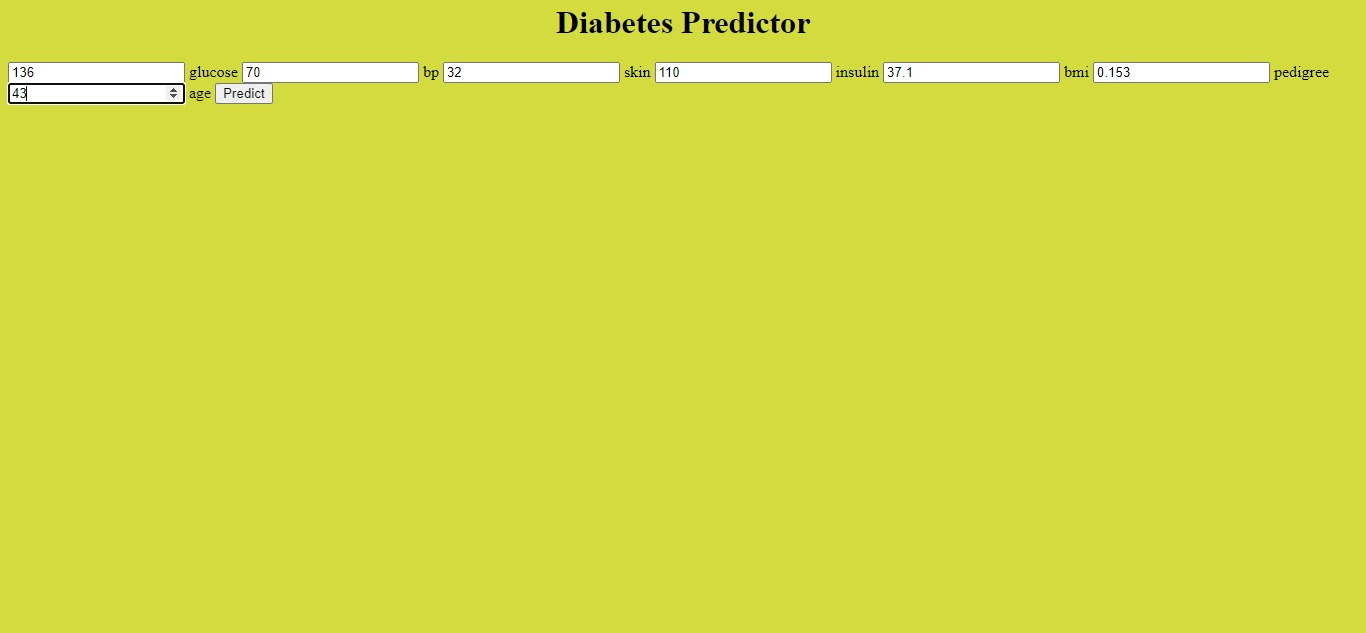 Diabetes Predictor
136 glucose 70 bp 32 skin 110 insulin 37.1 bmi 0.153 pedigree
43 age Predict